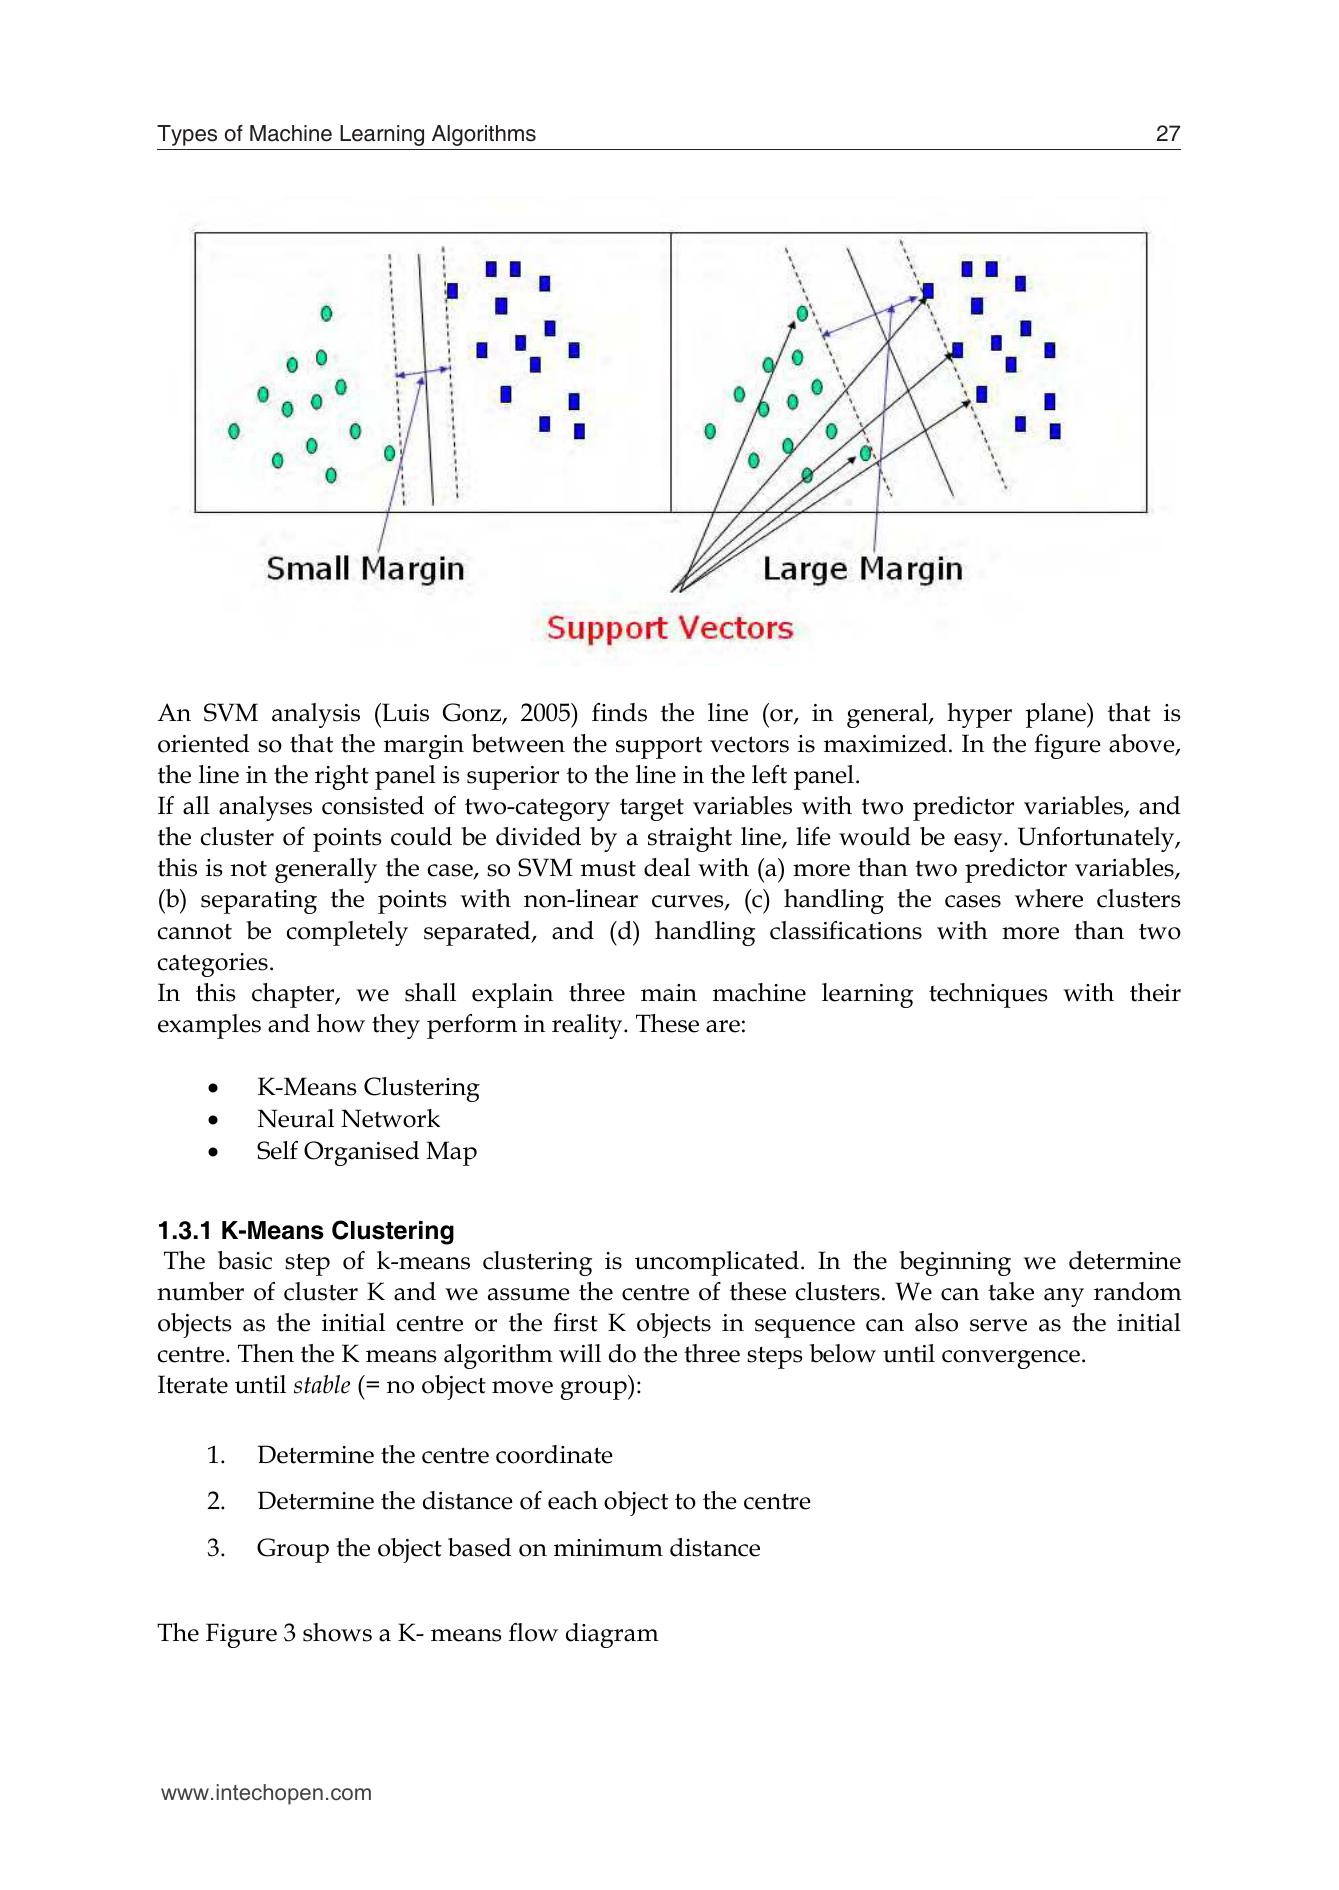 Types of Machine Learning Algorithms 27
Small Margin
Large Margin
Support Vectors
An SVM analysis (Luis Gonz, 2005) finds the line (or, in general, hyper plane) that is
oriented so that the margin between the support vectors is maximized. In the figure above,
the line in the right panel is superior to the line in the left panel.
If all analyses consisted of two-category target variables with two predictor variables, and
the cluster of points could be divided by a straight line, life would be easy. Unfortunately,
this is not generally the case, so SVM must deal with (a) more than two predictor variables,
(b) separating the points with non-linear curves, (c) handling the cases where clusters
cannot be completely separated, and (d) handling classifications with more than two
categories.
In this chapter, we shall explain three main machine learning techniques with their
examples and how they perform in reality. These are:
• K-Means Clustering
• Neural Network
• Self Organised Map
1.3.1 K-Means Clustering
The basic step of k-means clustering is uncomplicated. In the beginning we determine
number of cluster K and we assume the centre of these clusters. We can take any random
objects as the initial centre or the first K objects in sequence can also serve as the initial
centre. Then the K means algorithm will do the three steps below until convergence.
Iterate until stable (= no object move group):
1. Determine the centre coordinate
2. Determine the distance of each object to the centre
3. Group the object based on minimum distance
The Figure 3 shows a K- means flow diagram
www.intechopen.com